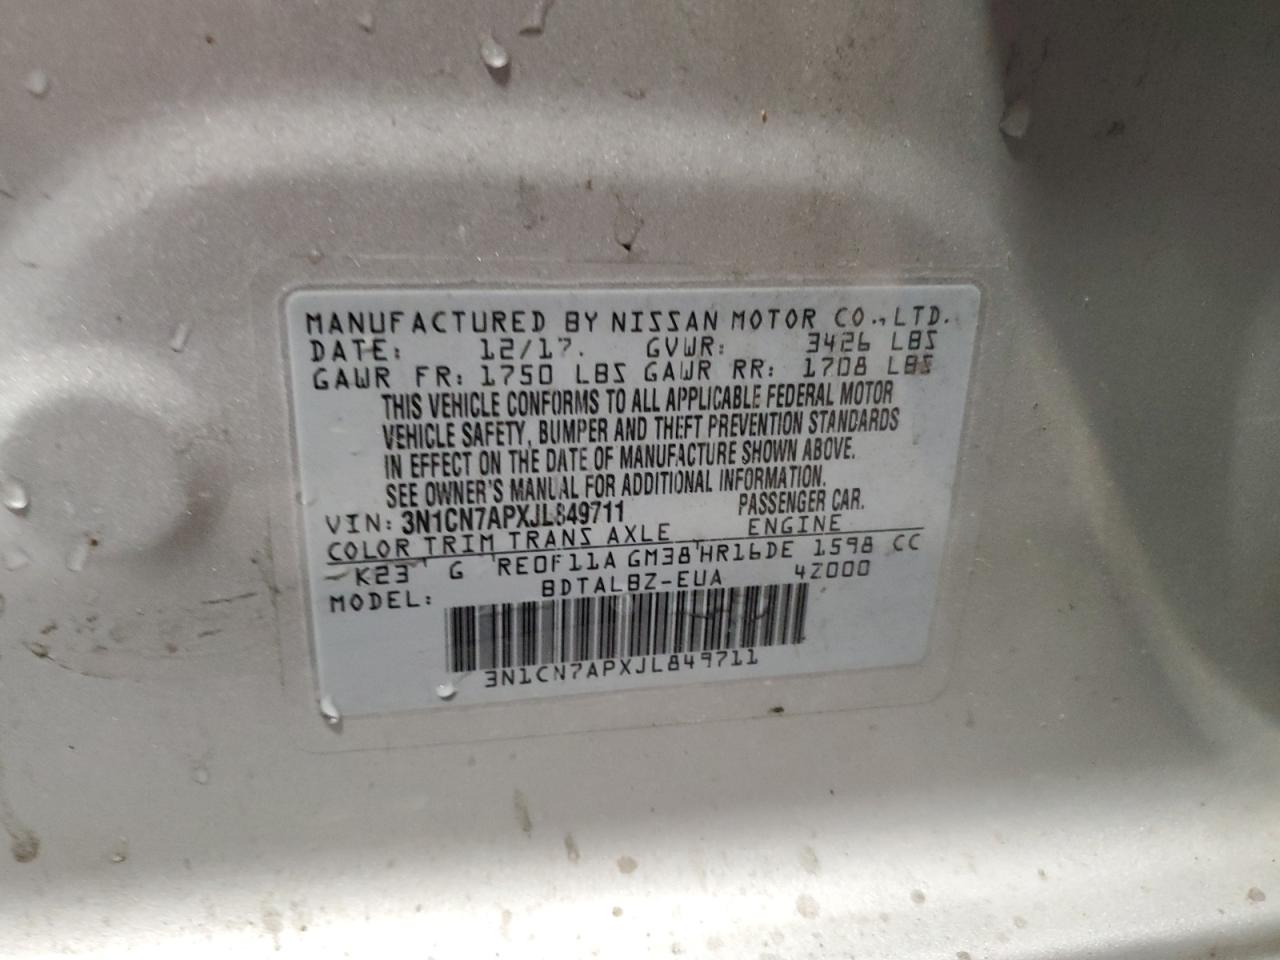 MANUFACTURED BY NISSAN MOTOR CO., LTD.
DATE: 12/17. GVWR: 3426 LBS
GAWR FR: 1750 LBS GAWR RR: 1708 LBS
THIS VEHICLE CONFORMS TO ALL APPLICABLE FEDERAL MOTOR
VEHICLE SAFETY, BUMPER AND THEFT PREVENTION STANDARDS
IN EFFECT ON THE DATE OF MANUFACTURE SHOWN ABOVE.
SEE OWNER'S MANUAL FOR ADDITIONAL INFORMATION.
VIN: 3N1CN7APXJL849711 PASSENGER CAR.
COLOR TRIM TRANS AXLE ENGINE
K23 G RE0F11A GM38 HR16DE 1598 CC
MODEL: BDTALBZ-EUA 4Z000
3N1CN7APXJL849711